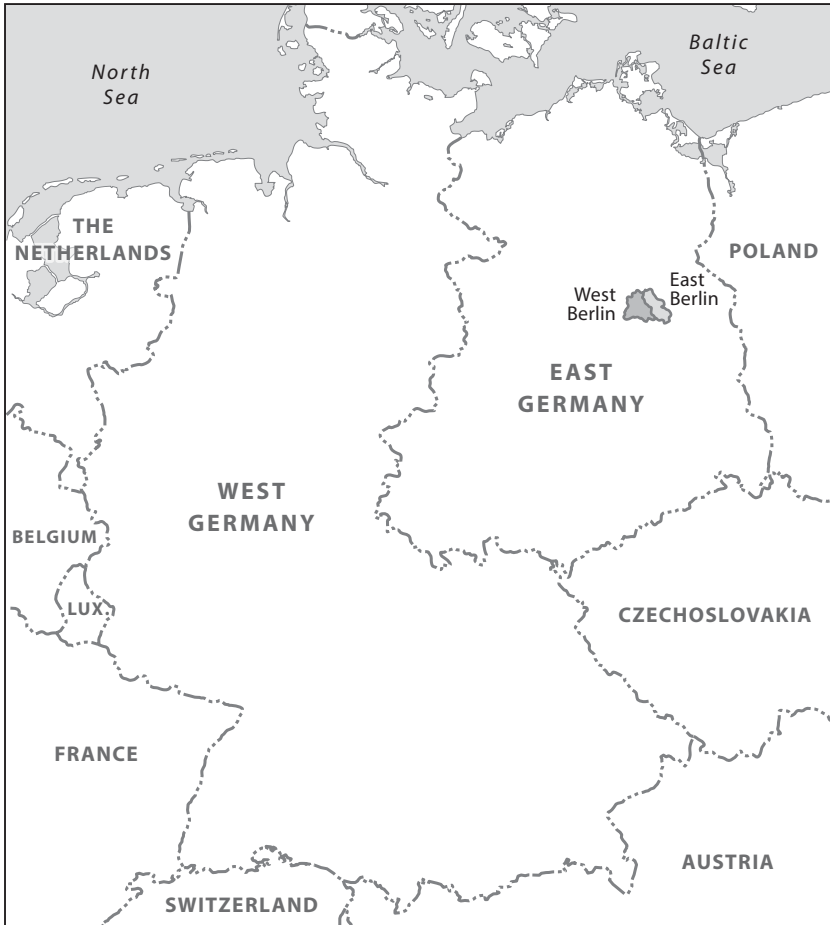 North
Sea
Baltic
Sea
THE
NETHERLANDS
POLAND
West
Berlin
East
Berlin
EAST
GERMANY
WEST
GERMANY
BELGIUM
LUX.
CZECHOSLOVAKIA
FRANCE
AUSTRIA
SWITZERLAND